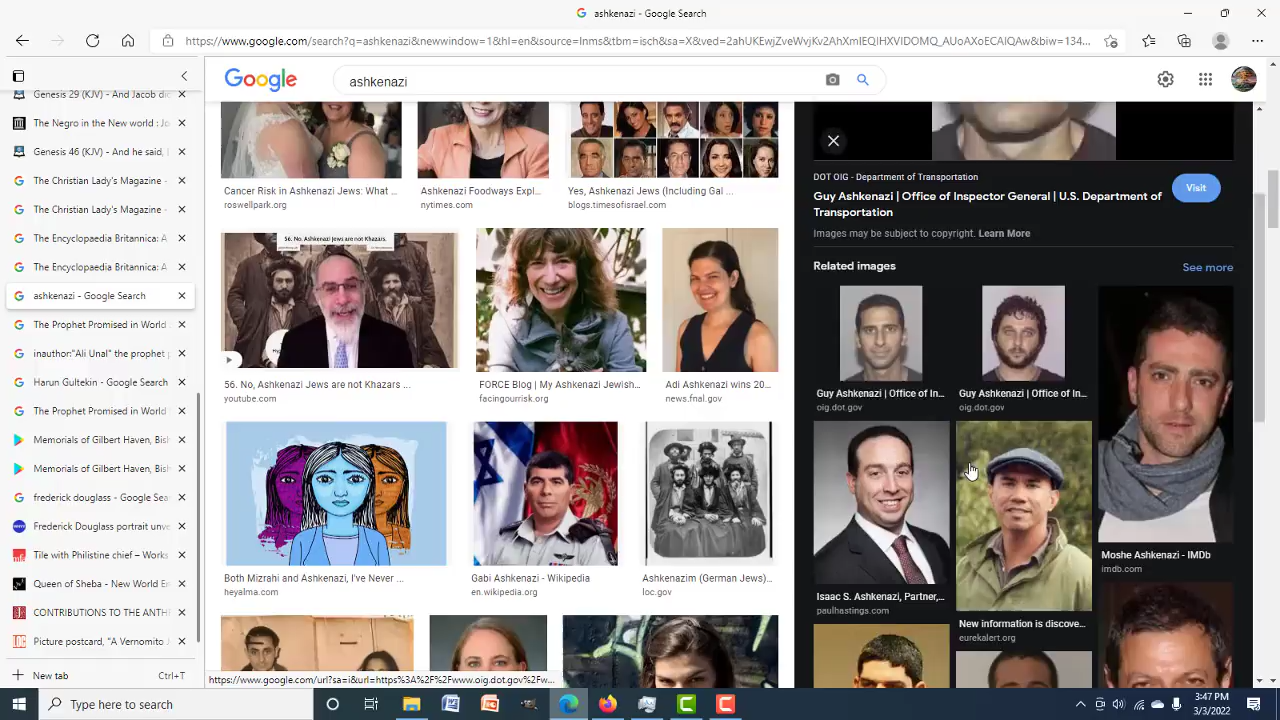 ashkenazi - Google Search
https://www.google.com/search?q=ashkenazi&newwindow=1&hl=en&source=lnms&tbm=isch&sa=X&ved=2ahUKEwjZveWvjKv2AhXmIEQIHXVIDOMQ_AUoAXoECAIQAw&biw=134...
Genesis 29 (KJV) - And Jacob s
The races of the new world : Jo
Genesis 29 (KJV) - And he said,
The Christian Lady's Magazine
The Christian Lady's Magazine
The Encyclopaedia Britannica: A
The Encyclopaedia Britannica: A
ashkenazi - Google Search
The Prophet Promised in World
inauthor:"Ali Unal" the prophet
Harun Gultekin - Google Search
The Prophet Promised in World
Memorials of Gilbert Haven, Bish
Memorials of Gilbert Haven, Bish
frederick douglass - Google Sear
Frederick Douglass portrait unve
Tile with Philistine chief – Works
Queen of Sheba - New World En
CONTRIBUTIONS TO THE ANTH
Picture postcard, "A Vernomito J
New tab Ctrl+T
Google
ashkenazi
Cancer Risk in Ashkenazi Jews: What ...
roswellpark.org
Ashkenazi Foodways Expl...
nytimes.com
Yes, Ashkenazi Jews (Including Gal ...
blogs.timesofisrael.com
56. No, Ashkenazi Jews are not Khazars.
56. No, Ashkenazi Jews are not Khazars ...
youtube.com
FORCE Blog | My Ashkenazi Jewish...
facingourrisk.org
Adi Ashkenazi wins 20...
news.fnal.gov
Both Mizrahi and Ashkenazi, I've Never ...
heyalma.com
Gabi Ashkenazi - Wikipedia
en.wikipedia.org
Ashkenazim (German Jews)...
loc.gov
https://www.google.com/url?sa=i&url=https%3A%2F%2Fwww.oig.dot.gov%2Fw...
DOT OIG - Department of Transportation
Guy Ashkenazi | Office of Inspector General | U.S. Department of
Transportation
Visit
Images may be subject to copyright. Learn More
Related images
See more
Guy Ashkenazi | Office of In...
oig.dot.gov
Guy Ashkenazi | Office of In...
oig.dot.gov
Moshe Ashkenazi - IMDb
imdb.com
Isaac S. Ashkenazi, Partner,...
paulhastings.com
New information is discove...
eurekalert.org
Type here to search
3:47 PM
3/3/2022